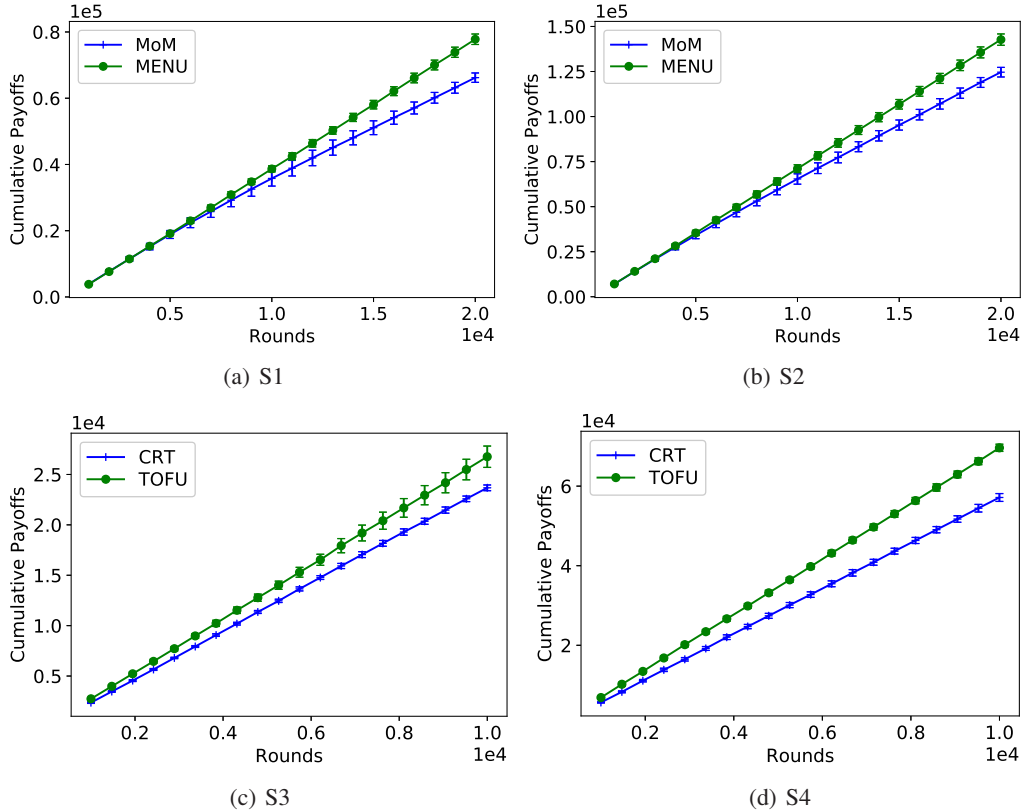 1e5
0.8
0.6
0.4
0.2
0.0
Cumulative Payoffs
MoM
MENU
0.5 1.0 1.5 2.0
1e4
Rounds
(a) S1
1e5
1.50
1.25
1.00
0.75
0.50
0.25
0.00
Cumulative Payoffs
MoM
MENU
0.5 1.0 1.5 2.0
1e4
Rounds
(b) S2
1e4
2.5
2.0
1.5
1.0
0.5
Cumulative Payoffs
CRT
TOFU
0.2 0.4 0.6 0.8 1.0
1e4
Rounds
(c) S3
1e4
6
4
2
Cumulative Payoffs
CRT
TOFU
0.2 0.4 0.6 0.8 1.0
1e4
Rounds
(d) S4